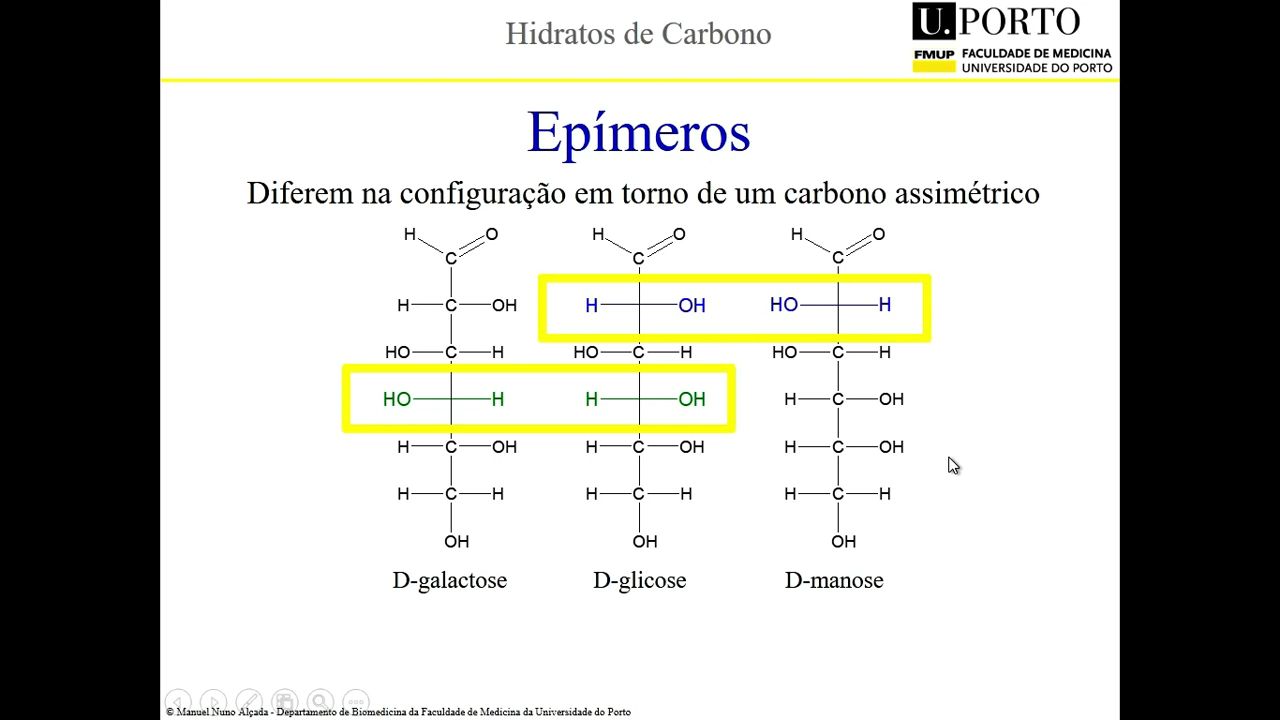 Hidratos de Carbono
U.PORTO
FMUP FACULDADE DE MEDICINA
UNIVERSIDADE DO PORTO
Epímeros
Diferem na configuração em torno de um carbono assimétrico
H O H O H O
C C C
H C OH H OH HO H
HO C H HO C H HO C H
HO H H OH H C OH
H C OH H C OH H C OH
H C H H C H H C H
OH OH OH
D-galactose D-glicose D-manose
© Manuel Nuno Alçada - Departamento de Biomedicina da Faculdade de Medicina da Universidade do Porto